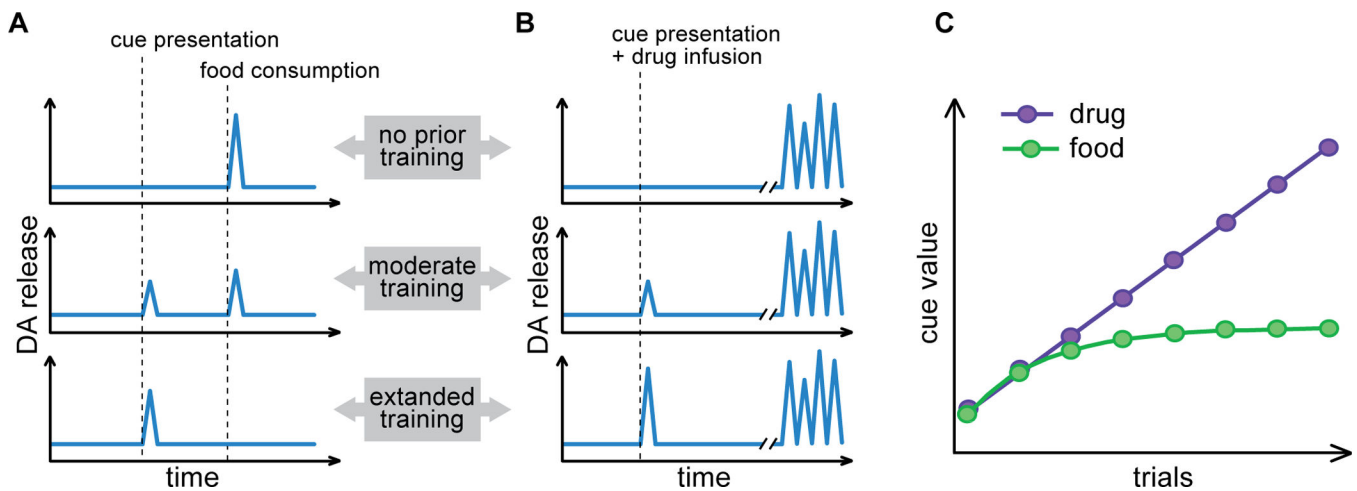 A
cue presentation
food consumption
DA release
time
no prior
training
moderate
training
extanded
training
B
cue presentation
+ drug infusion
DA release
time
C
drug
food
cue value
trials